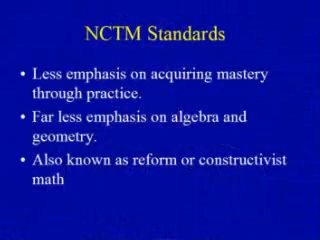 NCTM Standards
• Less emphasis on acquiring mastery
through practice.
• Far less emphasis on algebra and
geometry.
• Also known as reform or constructivist
math